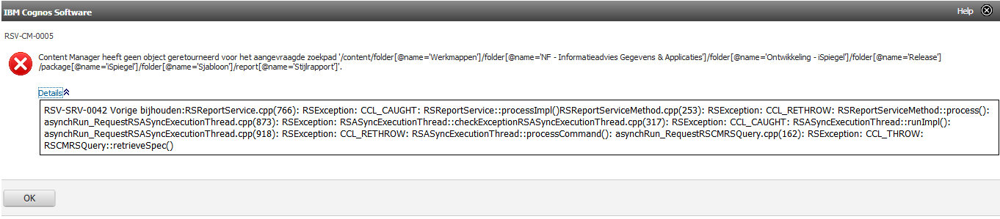 IBM Cognos Software
Help
RSV-CM-0005
Content Manager heeft geen object geretourneerd voor het aangevraagde zoekpad '/content/folder[@name='Werkmappen']/folder[@name='NF - Informatieadvies Gegevens & Applicaties']/folder[@name='Ontwikkeling - iSpiegel']/folder[@name='Release']
/package[@name='iSpiegel']/folder[@name='Sjabloon']/report[@name='Stijlrapport']'.
Details
RSV-SRV-0042 Vorige bijhouden:RSReportService.cpp(766): RSException: CCL_CAUGHT: RSReportService::processImpl()RSReportServiceMethod.cpp(253): RSException: CCL_RETHROW: RSReportServiceMethod::process():
asynchRun_RequestRSASyncExecutionThread.cpp(873): RSException: RSASyncExecutionThread::checkExceptionRSASyncExecutionThread.cpp(317): RSException: CCL_CAUGHT: RSASyncExecutionThread::runImpl():
asynchRun_RequestRSASyncExecutionThread.cpp(918): RSException: CCL_RETHROW: RSASyncExecutionThread::processCommand(): asynchRun_RequestRSCMRSQuery.cpp(162): RSException: CCL_THROW:
RSCMRSQuery::retrieveSpec()
OK